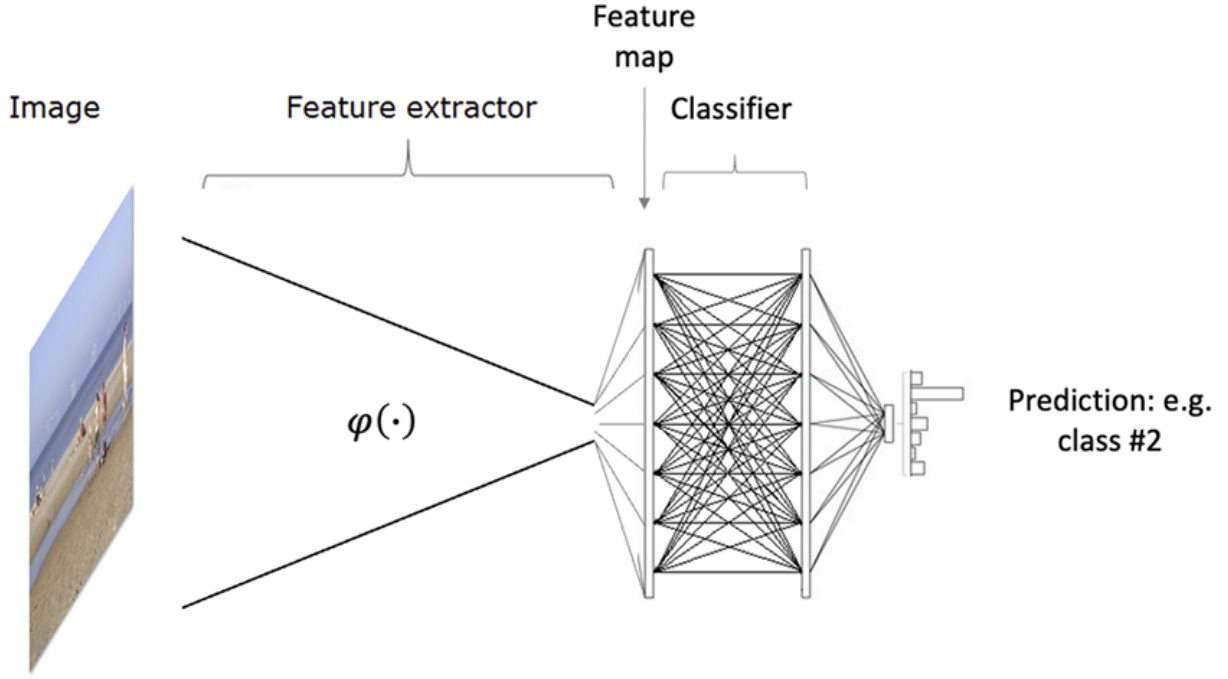 Feature
map
Image
Feature extractor
Classifier
φ(·)
Prediction: e.g.
class #2